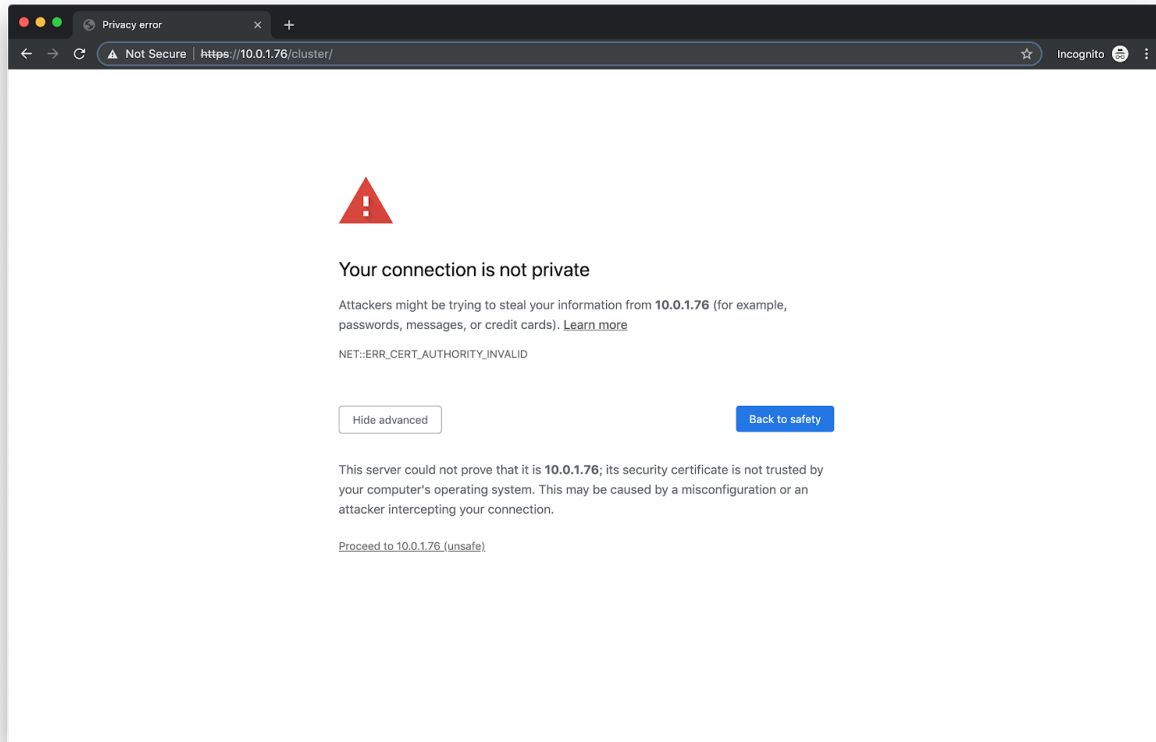 Privacy error
Not Secure | https://10.0.1.76/cluster/
Incognito
Your connection is not private
Attackers might be trying to steal your information from 10.0.1.76 (for example,
passwords, messages, or credit cards). Learn more
NET::ERR_CERT_AUTHORITY_INVALID
Hide advanced
Back to safety
This server could not prove that it is 10.0.1.76; its security certificate is not trusted by
your computer's operating system. This may be caused by a misconfiguration or an
attacker intercepting your connection.
Proceed to 10.0.1.76 (unsafe)